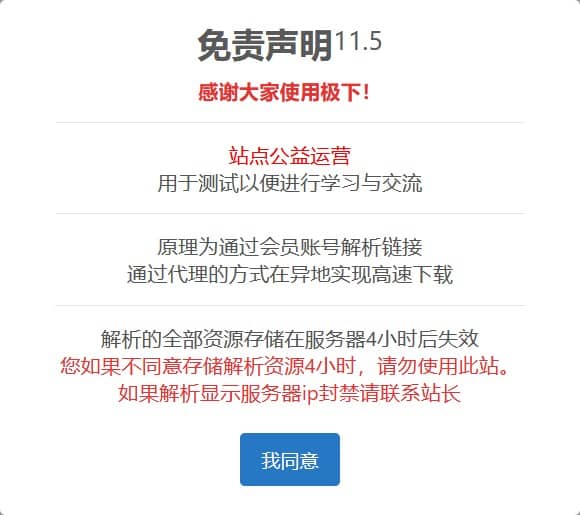 免责声明11.5
感谢大家使用极下！
站点公益运营
用于测试以便进行学习与交流
原理为通过会员账号解析链接
通过代理的方式在异地实现高速下载
解析的全部资源存储在服务器4小时后失效
您如果不同意存储解析资源4小时，请勿使用此站。
如果解析显示服务器ip封禁请联系站长
我同意